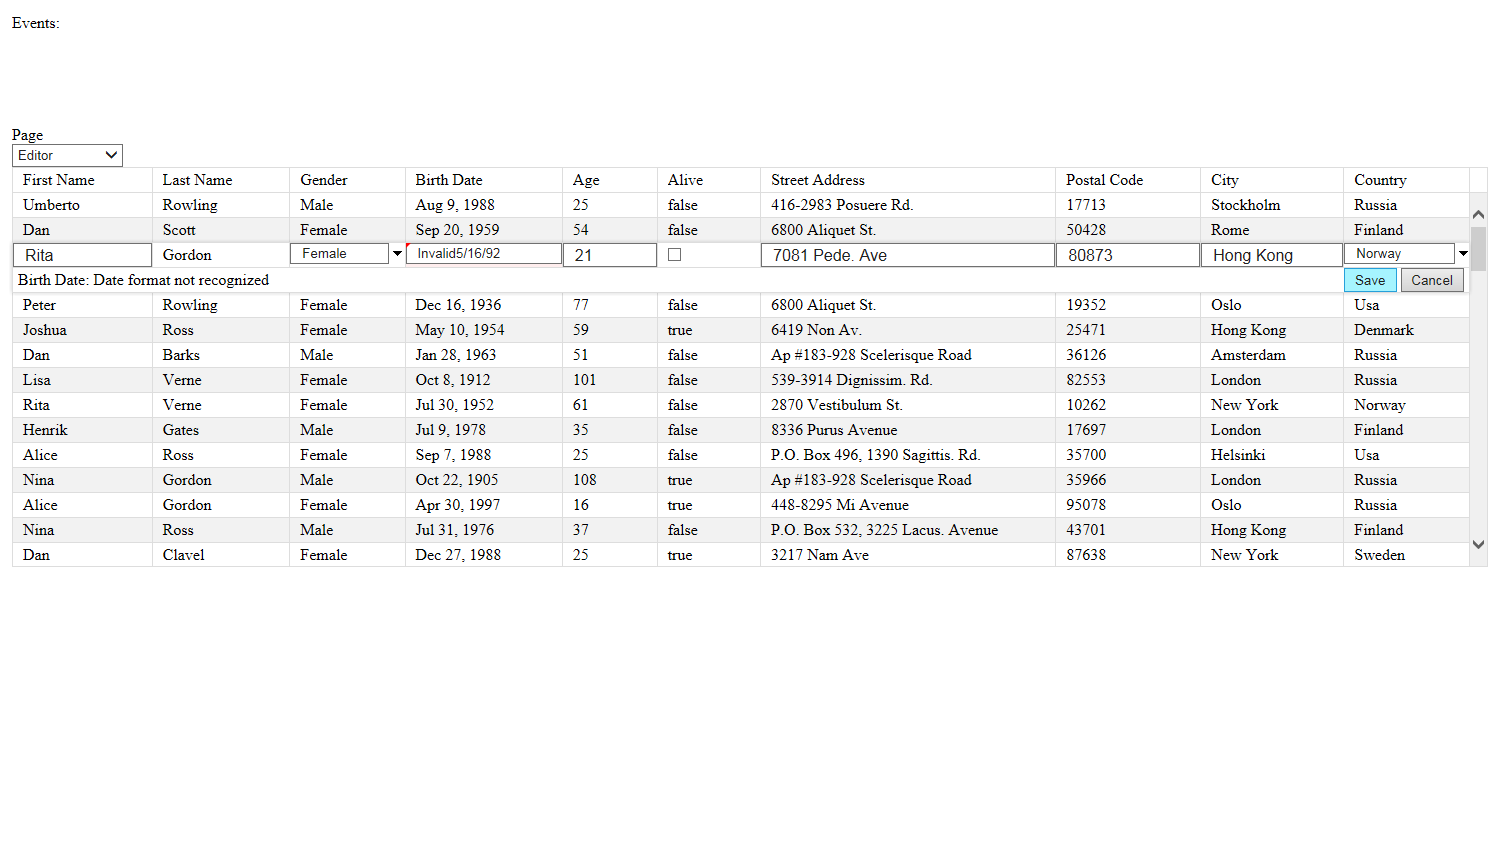 Events:
Page
Editor
First Name Last Name Gender Birth Date Age Alive Street Address Postal Code City Country
Umberto Rowling Male Aug 9, 1988 25 false 416-2983 Posuere Rd. 17713 Stockholm Russia
Dan Scott Female Sep 20, 1959 54 false 6800 Aliquet St. 50428 Rome Finland
Rita Gordon Female Invalid5/16/92 21 7081 Pede. Ave 80873 Hong Kong Norway
Birth Date: Date format not recognized Save Cancel
Peter Rowling Female Dec 16, 1936 77 false 6800 Aliquet St. 19352 Oslo Usa
Joshua Ross Female May 10, 1954 59 true 6419 Non Av. 25471 Hong Kong Denmark
Dan Barks Male Jan 28, 1963 51 false Ap #183-928 Scelerisque Road 36126 Amsterdam Russia
Lisa Verne Female Oct 8, 1912 101 false 539-3914 Dignissim. Rd. 82553 London Russia
Rita Verne Female Jul 30, 1952 61 false 2870 Vestibulum St. 10262 New York Norway
Henrik Gates Male Jul 9, 1978 35 false 8336 Purus Avenue 17697 London Finland
Alice Ross Female Sep 7, 1988 25 false P.O. Box 496, 1390 Sagittis. Rd. 35700 Helsinki Usa
Nina Gordon Male Oct 22, 1905 108 true Ap #183-928 Scelerisque Road 35966 London Russia
Alice Gordon Female Apr 30, 1997 16 true 448-8295 Mi Avenue 95078 Oslo Russia
Nina Ross Male Jul 31, 1976 37 false P.O. Box 532, 3225 Lacus. Avenue 43701 Hong Kong Finland
Dan Clavel Female Dec 27, 1988 25 true 3217 Nam Ave 87638 New York Sweden